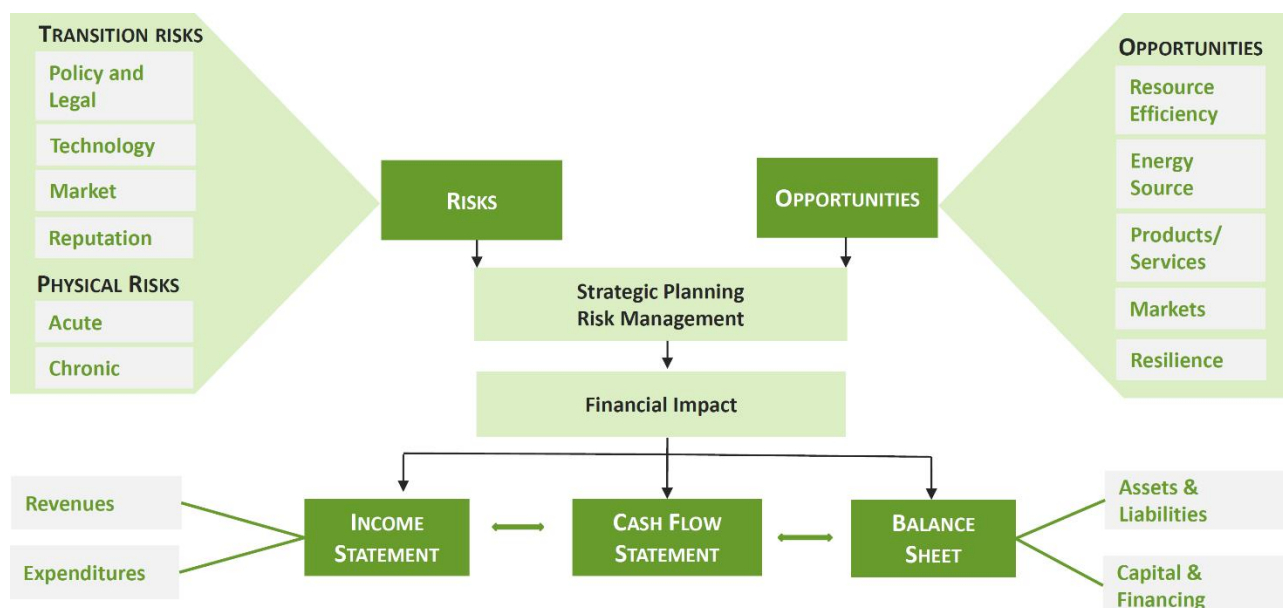 TRANSITION RISKS
Policy and
Legal
Technology
Market
Reputation
PHYSICAL RISKS
Acute
Chronic
RISKS
OPPORTUNITIES
OPPORTUNITIES
Resource
Efficiency
Energy
Source
Products/
Services
Markets
Resilience
Strategic Planning
Risk Management
Financial Impact
Revenues
Expenditures
INCOME
STATEMENT
CASH FLOW
STATEMENT
BALANCE
SHEET
Assets &
Liabilities
Capital &
Financing